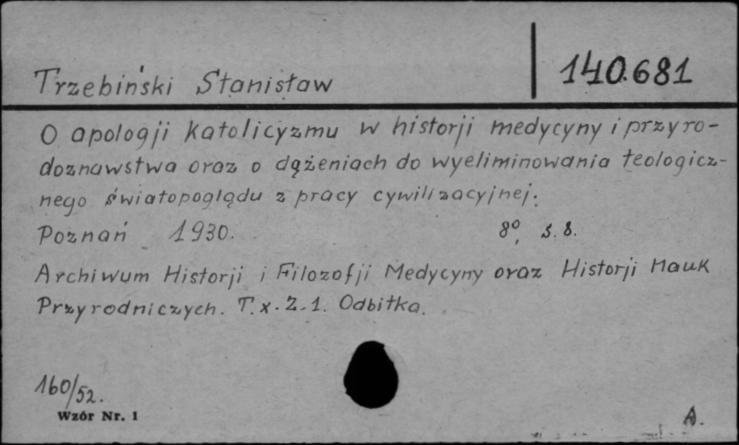 Trzebiński Stanisław 140.681
O apologji katolicyzmu w historji medycyny i przyro-
doznawstwa oraz o dążeniach do wyeliminowania teologicz-
nego światopoglądu z pracy cywilizacyjnej.
Poznań 1930. 8°, s. 8.
Archiwum Historji i Filozofji Medycyny oraz Historji Nauk
Przyrodniczych. T. x. Z. 1. Odbitka.
160/52.
Wzór Nr. 1 A.